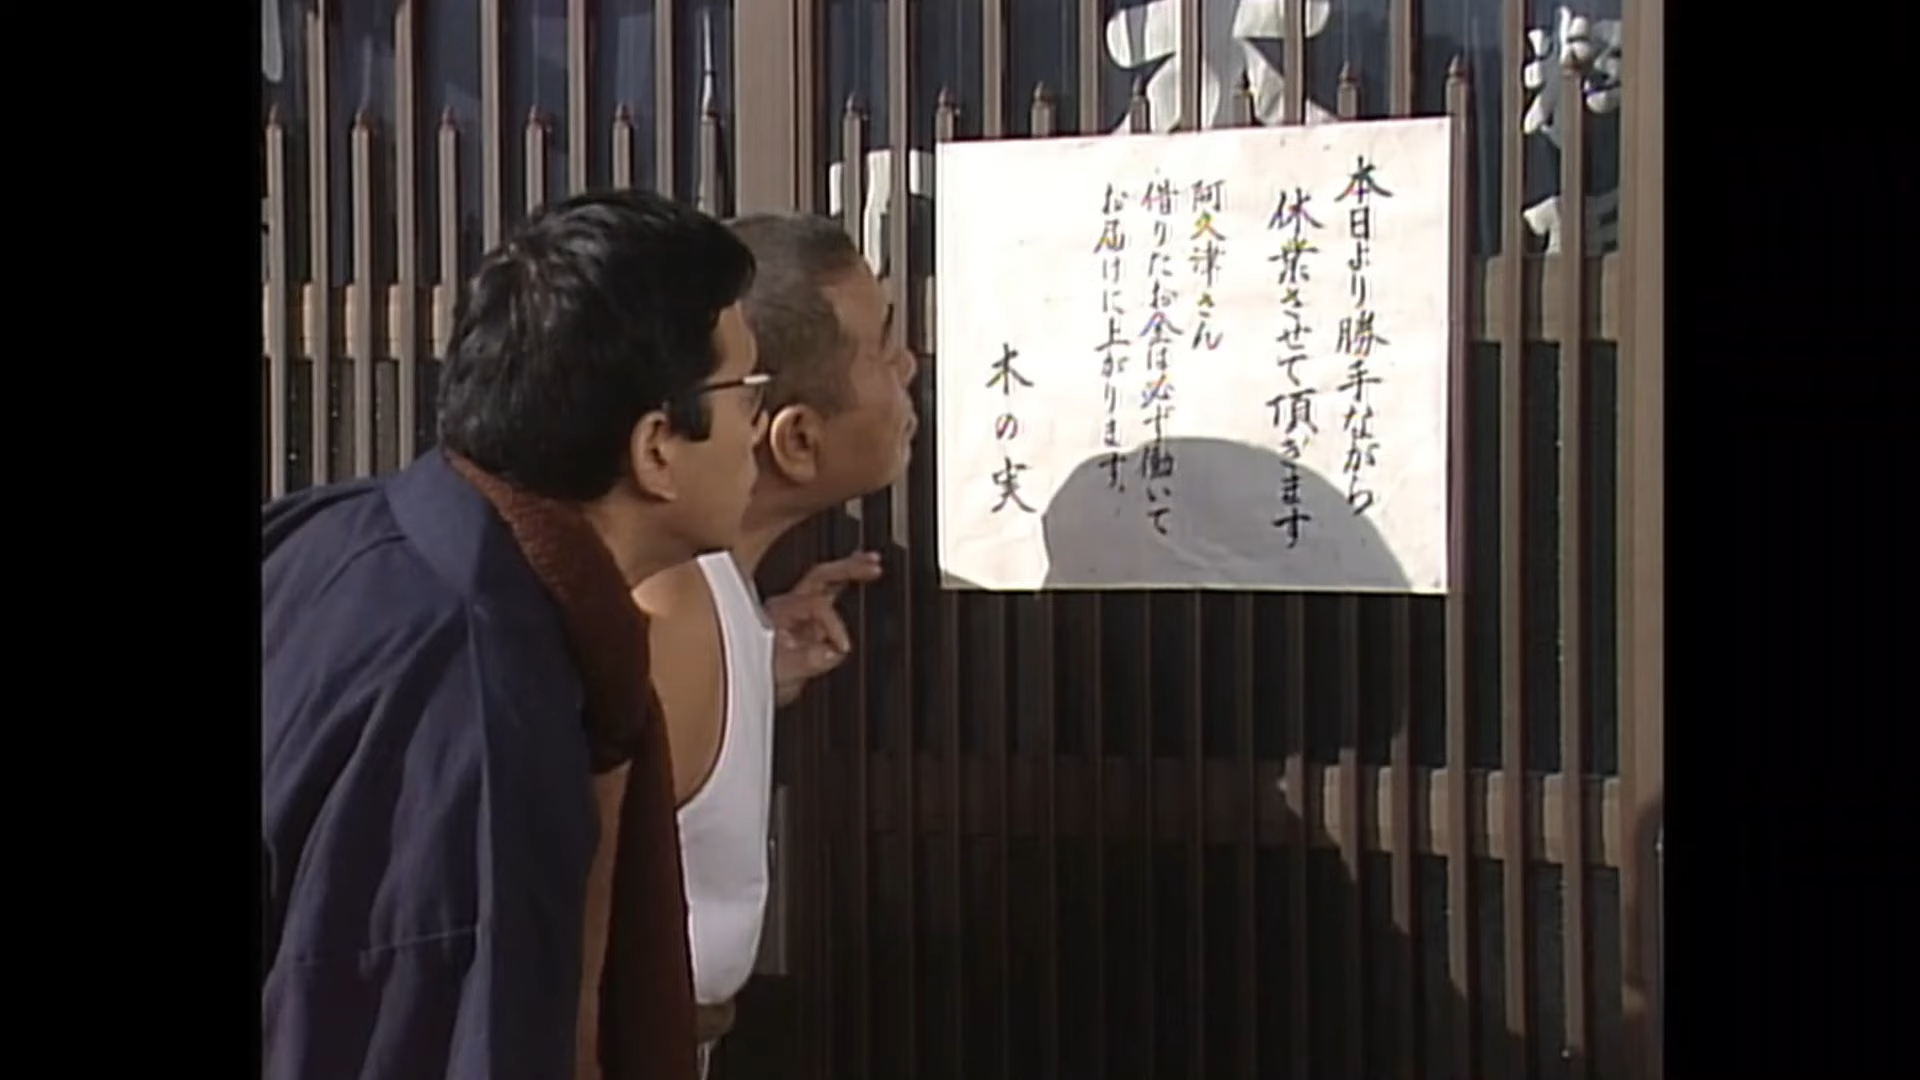 本日より勝手ながら
休業させて頂きます
阿久津さん
借りたお金は必ず働いて
お届けに上がります。
木の実